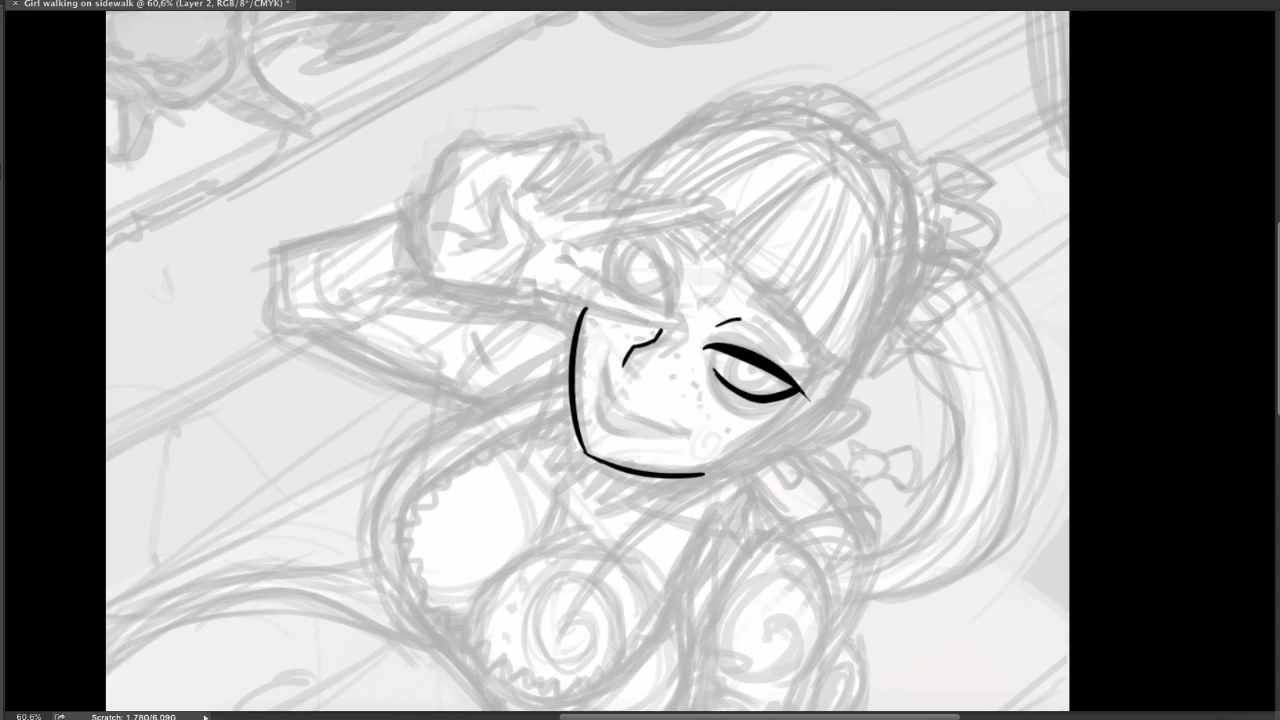 × Girl walking on sidewalk @ 60,6% (Layer 2, RGB/8*/CMYK) *
60,6% Scratch: 1,78G/6,09G